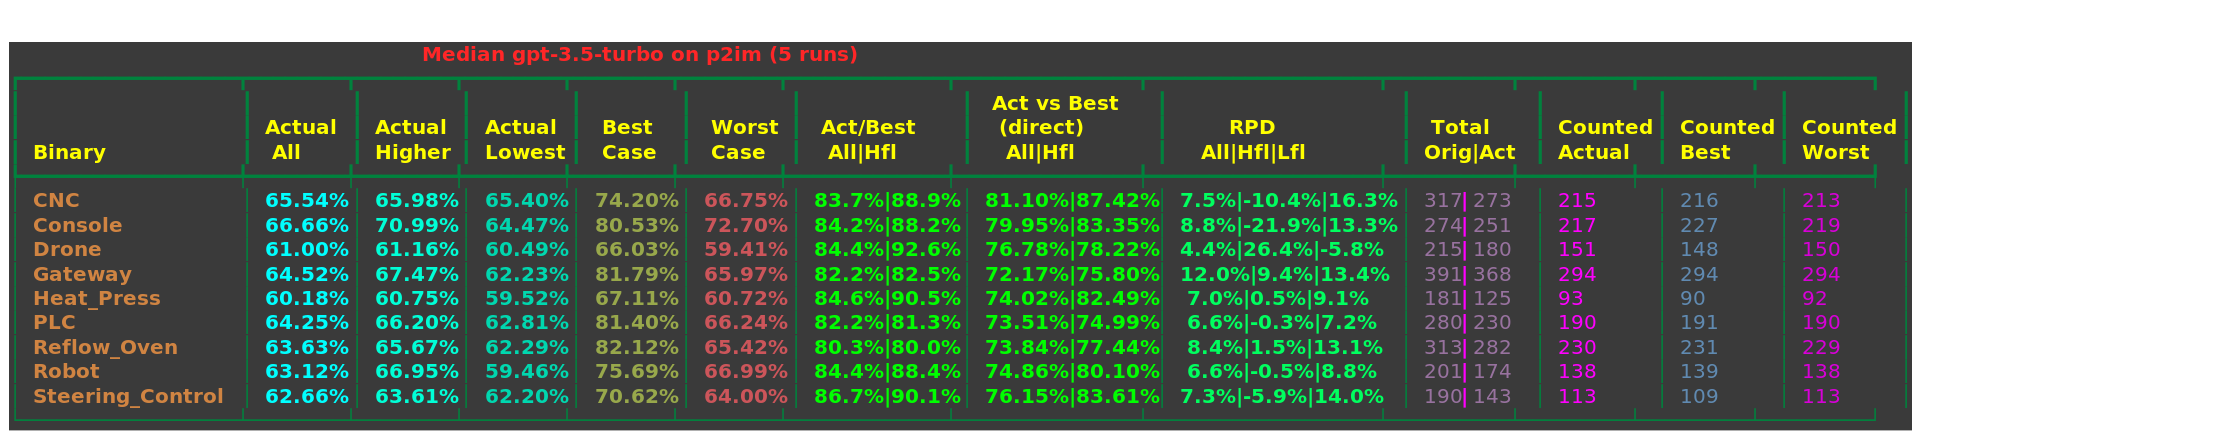 Median gpt-3.5-turbo on p2im (5 runs)
Act vs Best
Actual Actual Actual Best Worst Act/Best (direct) RPD Total Counted Counted Counted
Binary All Higher Lowest Case Case All|Hfl All|Hfl All|Hfl|Lfl Orig|Act Actual Best Worst
CNC 65.54% 65.98% 65.40% 74.20% 66.75% 83.7%|88.9% 81.10%|87.42% 7.5%|-10.4%|16.3% 317| 273 215 216 213
Console 66.66% 70.99% 64.47% 80.53% 72.70% 84.2%|88.2% 79.95%|83.35% 8.8%|-21.9%|13.3% 274| 251 217 227 219
Drone 61.00% 61.16% 60.49% 66.03% 59.41% 84.4%|92.6% 76.78%|78.22% 4.4%|26.4%|-5.8% 215| 180 151 148 150
Gateway 64.52% 67.47% 62.23% 81.79% 65.97% 82.2%|82.5% 72.17%|75.80% 12.0%|9.4%|13.4% 391| 368 294 294 294
Heat_Press 60.18% 60.75% 59.52% 67.11% 60.72% 84.6%|90.5% 74.02%|82.49% 7.0%|0.5%|9.1% 181| 125 93 90 92
PLC 64.25% 66.20% 62.81% 81.40% 66.24% 82.2%|81.3% 73.51%|74.99% 6.6%|-0.3%|7.2% 280| 230 190 191 190
Reflow_Oven 63.63% 65.67% 62.29% 82.12% 65.42% 80.3%|80.0% 73.84%|77.44% 8.4%|1.5%|13.1% 313| 282 230 231 229
Robot 63.12% 66.95% 59.46% 75.69% 66.99% 84.4%|88.4% 74.86%|80.10% 6.6%|-0.5%|8.8% 201| 174 138 139 138
Steering_Control 62.66% 63.61% 62.20% 70.62% 64.00% 86.7%|90.1% 76.15%|83.61% 7.3%|-5.9%|14.0% 190| 143 113 109 113